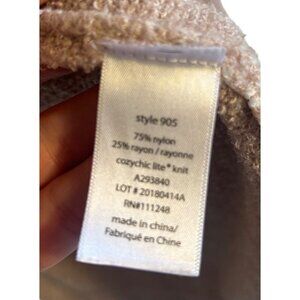 style 905
75% nylon
25% rayon / rayonne
cozychic lite® knit
A293840
LOT # 20180414A
RN#111248
made in china/
Fabriqué en Chine